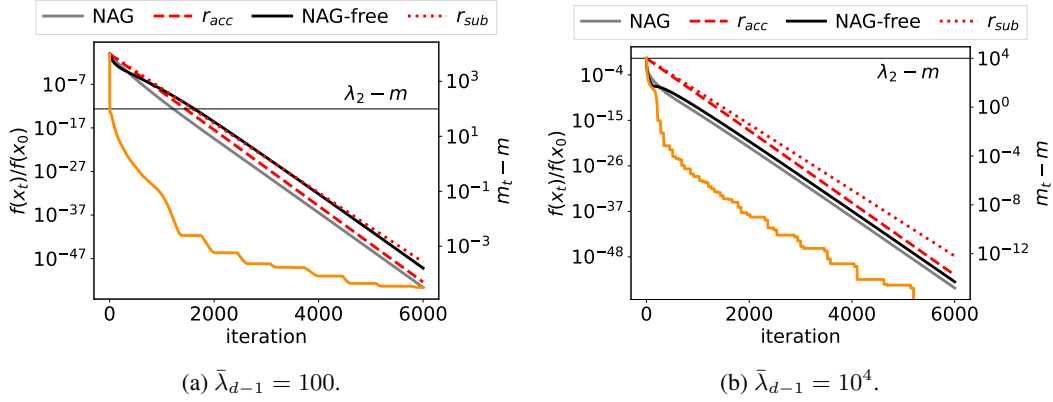 NAG r_acc NAG-free r_sub
NAG r_acc NAG-free r_sub
10^{-7}
10^{-17}
10^{-27}
10^{-37}
10^{-47}
f(x_t)/f(x_0)
λ_2 − m
10^3
10^1
10^{-1}
10^{-3}
m_t − m
0 2000 4000 6000
iteration
10^{-4}
10^{-15}
10^{-26}
10^{-37}
10^{-48}
f(x_t)/f(x_0)
λ_2 − m
10^4
10^0
10^{-4}
10^{-8}
10^{-12}
m_t − m
0 2000 4000 6000
iteration
(a) λ̄_{d−1} = 100.
(b) λ̄_{d−1} = 10^4.